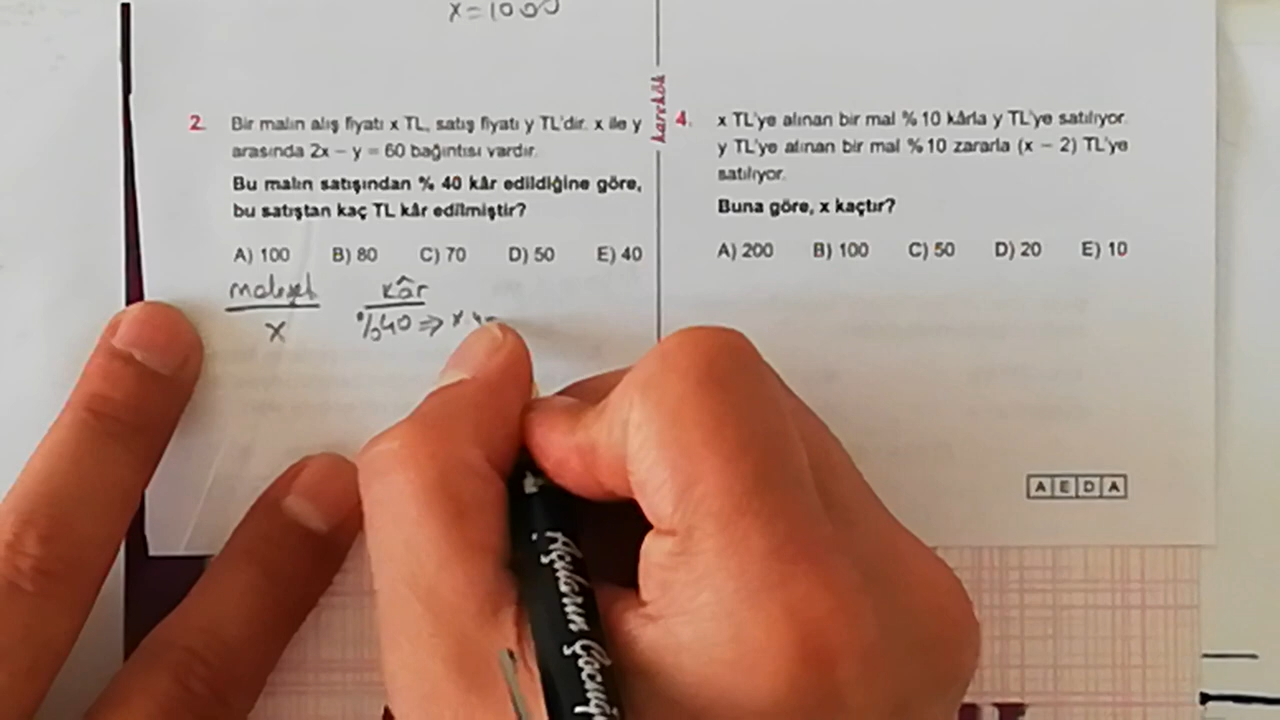 x=1000
2. Bir malın alış fiyatı x TL, satış fiyatı y TL'dir. x ile y
arasında 2x − y = 60 bağıntısı vardır.
Bu malın satışından % 40 kâr edildiğine göre,
bu satıştan kaç TL kâr edilmiştir?
A) 100 B) 80 C) 70 D) 50 E) 40
maliyet kâr
x %40 ⇒ x
karekök
4. x TL'ye alınan bir mal % 10 kârla y TL'ye satılıyor.
y TL'ye alınan bir mal % 10 zararla (x − 2) TL'ye
satılıyor.
Buna göre, x kaçtır?
A) 200 B) 100 C) 50 D) 20 E) 10
A E D A
Açıların